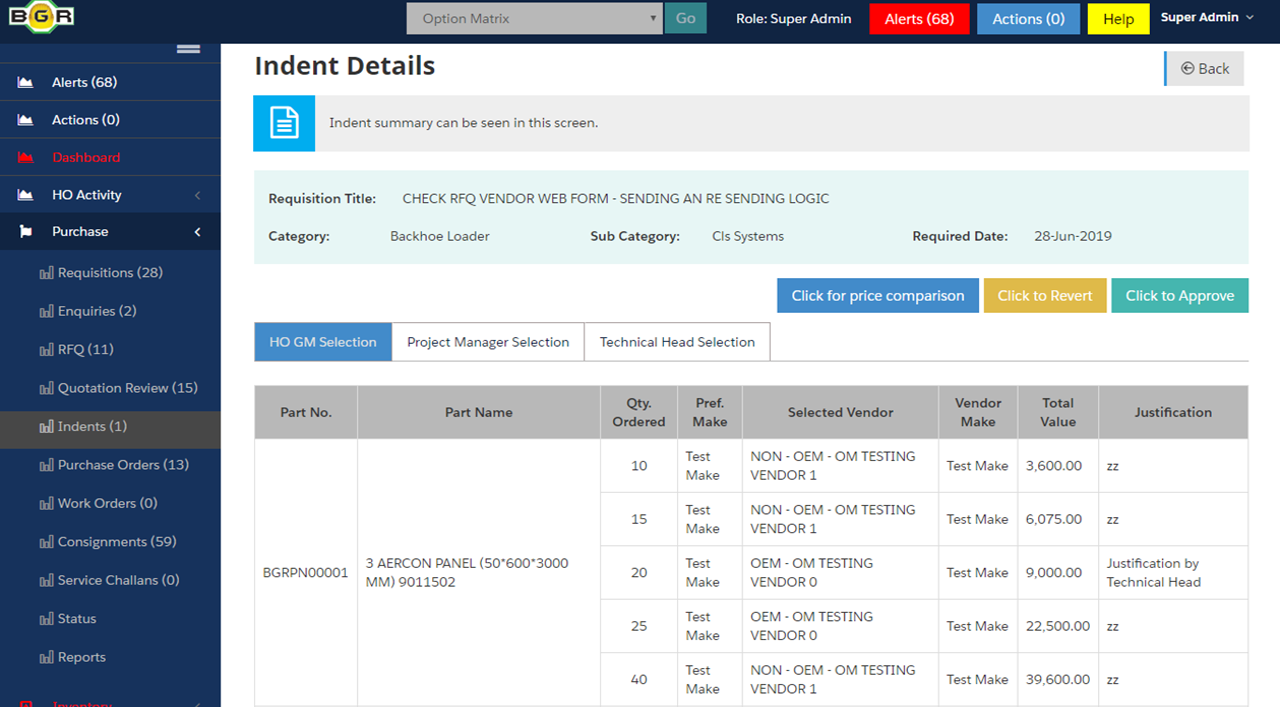 BGR
Option Matrix
Go
Role: Super Admin
Alerts (68)
Actions (0)
Help
Super Admin
Alerts (68)
Actions (0)
Dashboard
HO Activity
Purchase
Requisitions (28)
Enquiries (2)
RFQ (11)
Quotation Review (15)
Indents (1)
Purchase Orders (13)
Work Orders (0)
Consignments (59)
Service Challans (0)
Status
Reports
Inventory
Indent Details
Back
Indent summary can be seen in this screen.
Requisition Title: CHECK RFQ VENDOR WEB FORM - SENDING AN RE SENDING LOGIC
Category: Backhoe Loader Sub Category: CIs Systems Required Date: 28-Jun-2019
Click for price comparison Click to Revert Click to Approve
HO GM Selection Project Manager Selection Technical Head Selection
Part No. Part Name Qty. Ordered Pref. Make Selected Vendor Vendor Make Total Value Justification
BGRPN00001 3 AERCON PANEL (50*600*3000 MM) 9011502
10 Test Make NON - OEM - OM TESTING VENDOR 1 Test Make 3,600.00 zz
15 Test Make NON - OEM - OM TESTING VENDOR 1 Test Make 6,075.00 zz
20 Test Make OEM - OM TESTING VENDOR 0 Test Make 9,000.00 Justification by Technical Head
25 Test Make OEM - OM TESTING VENDOR 0 Test Make 22,500.00 zz
40 Test Make NON - OEM - OM TESTING VENDOR 1 Test Make 39,600.00 zz